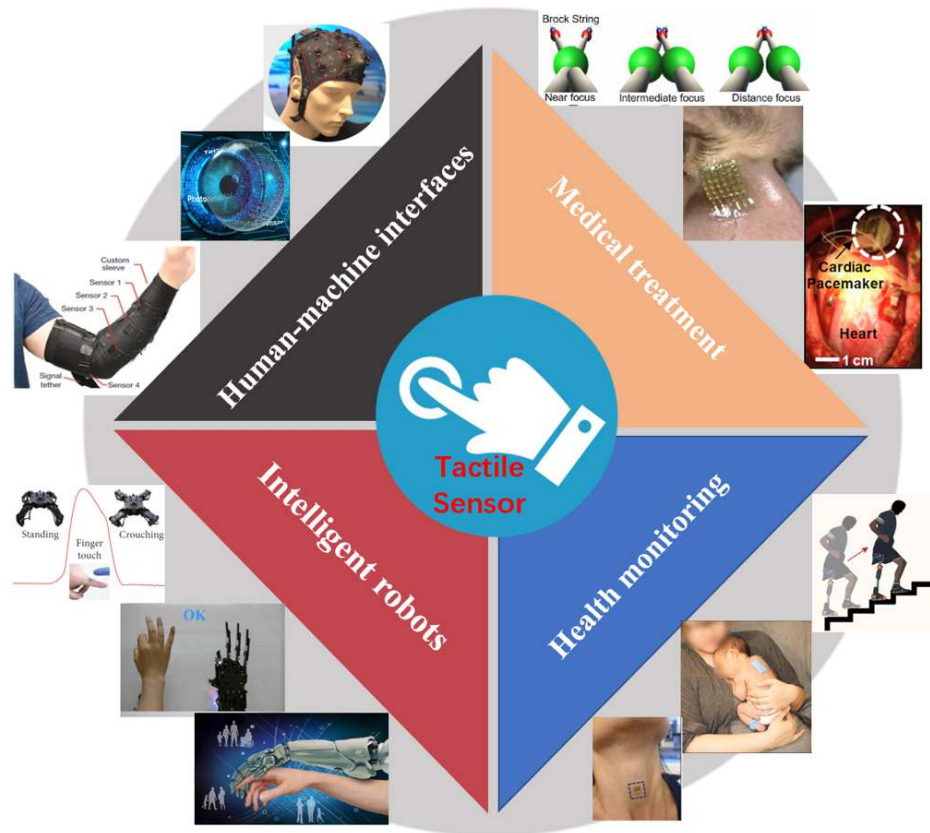 Brock String
Near focus
Intermediate focus
Distance focus
Human-machine interfaces
Medical treatment
Custom
sleeve
Sensor 1
Sensor 2
Sensor 3
Signal
tether
Sensor 4
Cardiac
Pacemaker
Heart
1 cm
Tactile
Sensor
Standing
Crouching
Finger
touch
OK
Intelligent robots
Health monitoring